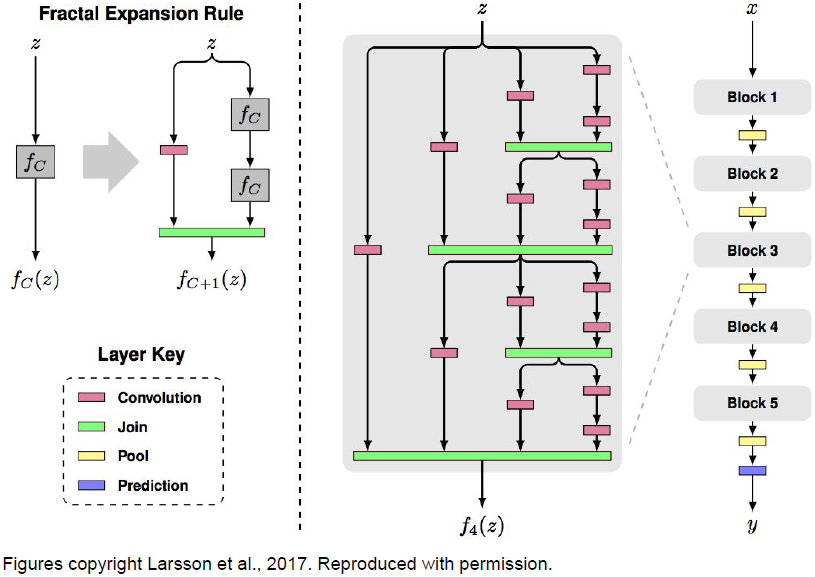 Fractal Expansion Rule
z
z
f_C
f_C
f_C
f_C(z)
f_{C+1}(z)
Layer Key
Convolution
Join
Pool
Prediction
z
f_4(z)
x
Block 1
Block 2
Block 3
Block 4
Block 5
y
Figures copyright Larsson et al., 2017. Reproduced with permission.